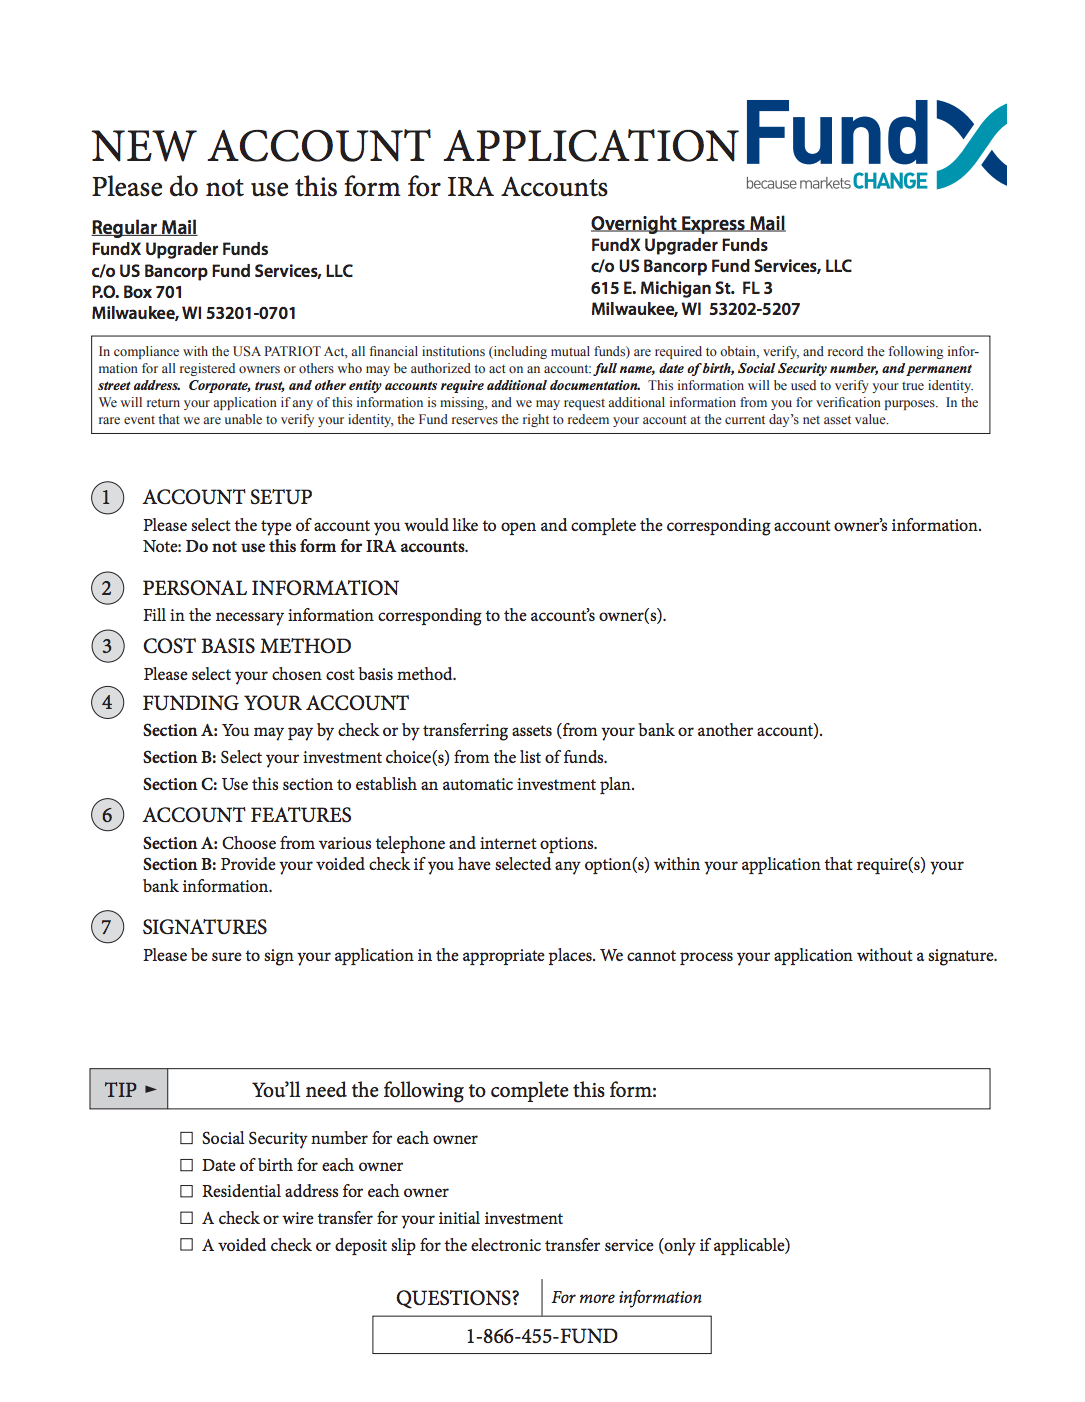 NEW ACCOUNT APPLICATION
FundX
because markets CHANGE
Please do not use this form for IRA Accounts
Regular Mail
FundX Upgrader Funds
c/o US Bancorp Fund Services, LLC
P.O. Box 701
Milwaukee, WI 53201-0701
Overnight Express Mail
FundX Upgrader Funds
c/o US Bancorp Fund Services, LLC
615 E. Michigan St.  FL 3
Milwaukee, WI  53202-5207
In compliance with the USA PATRIOT Act, all financial institutions (including mutual funds) are required to obtain, verify, and record the following infor-
mation for all registered owners or others who may be authorized to act on an account: full name, date of birth, Social Security number, and permanent
street address.  Corporate, trust, and other entity accounts require additional documentation.  This information will be used to verify your true identity.
We will return your application if any of this information is missing, and we may request additional information from you for verification purposes.  In the
rare event that we are unable to verify your identity, the Fund reserves the right to redeem your account at the current day's net asset value.
1 ACCOUNT SETUP
Please select the type of account you would like to open and complete the corresponding account owner's information.
Note: Do not use this form for IRA accounts.
2 PERSONAL INFORMATION
Fill in the necessary information corresponding to the account's owner(s).
3 COST BASIS METHOD
Please select your chosen cost basis method.
4 FUNDING YOUR ACCOUNT
Section A: You may pay by check or by transferring assets (from your bank or another account).
Section B: Select your investment choice(s) from the list of funds.
Section C: Use this section to establish an automatic investment plan.
6 ACCOUNT FEATURES
Section A: Choose from various telephone and internet options.
Section B: Provide your voided check if you have selected any option(s) within your application that require(s) your
bank information.
7 SIGNATURES
Please be sure to sign your application in the appropriate places. We cannot process your application without a signature.
TIP ► You'll need the following to complete this form:
☐ Social Security number for each owner
☐ Date of birth for each owner
☐ Residential address for each owner
☐ A check or wire transfer for your initial investment
☐ A voided check or deposit slip for the electronic transfer service (only if applicable)
QUESTIONS? For more information
1-866-455-FUND